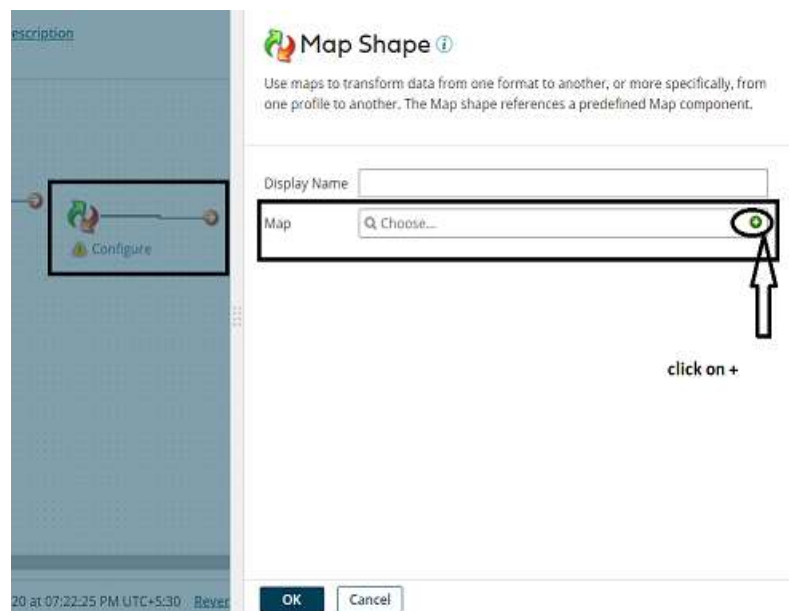 escription
Map Shape
Use maps to transform data from one format to another, or more specifically, from
one profile to another. The Map shape references a predefined Map component.
Display Name
Map
Choose...
Configure
click on +
20 at 07:22:25 PM UTC+5:30 Rever
OK
Cancel